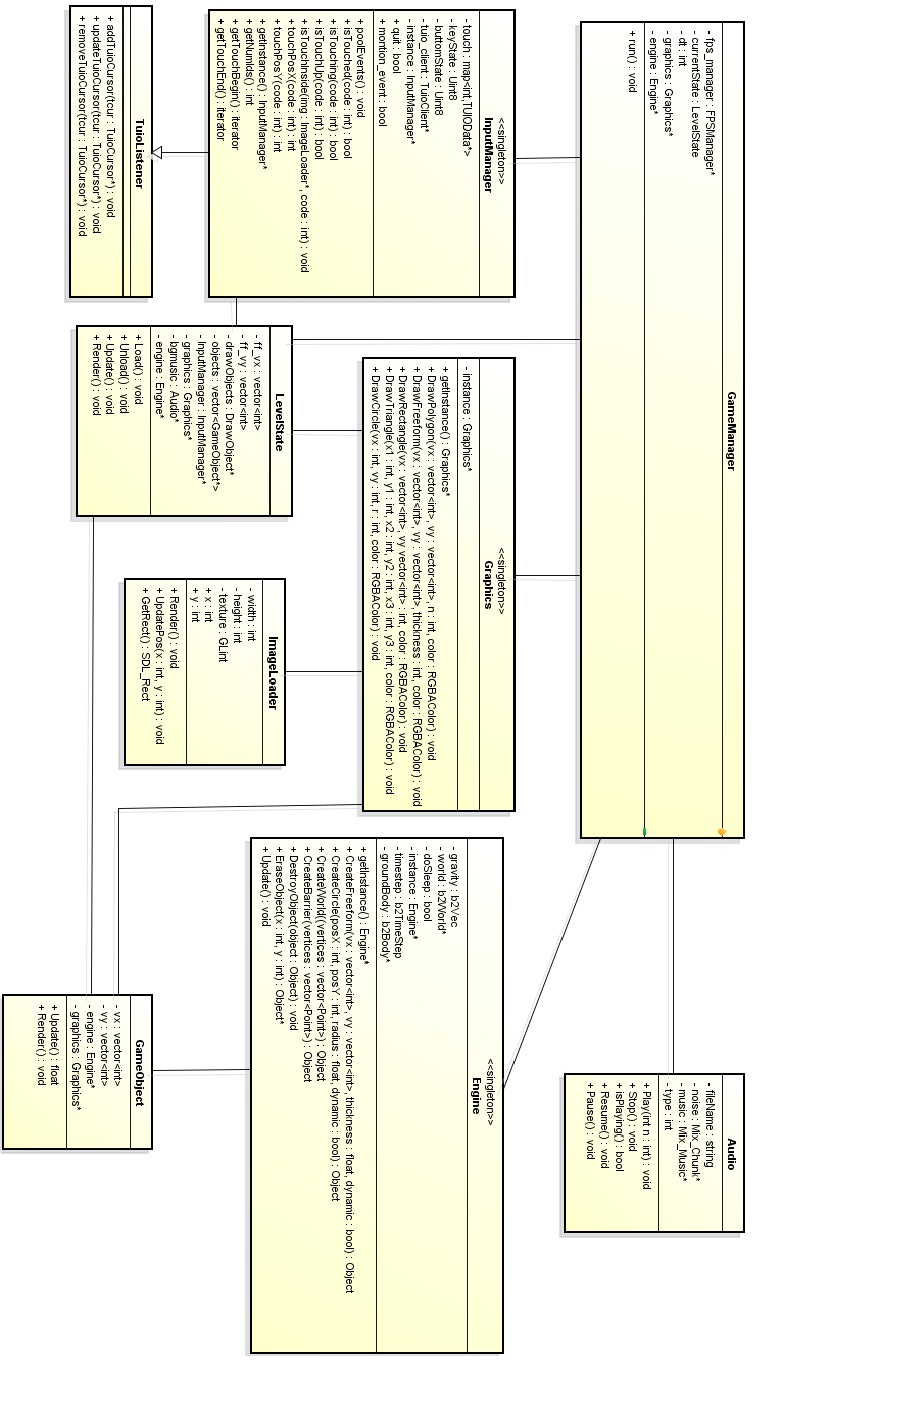 GameManager
- fps_manager : FPSManager*
- currentState : LevelState
- dt : int
- graphics : Graphics*
- engine : Engine*
+ run() : void
<<singleton>>
InputManager
- touch : map<int,TUIOData*>
- keyState : Uint8
- buttomState : Uint8
- tuio_client : TuioClient*
- instance : InputManager*
+ quit : bool
+ montion_event : bool
+ poolEvents() : void
+ isTouched(code : int) : bool
+ isTouching(code : int) : bool
+ isTouchUp(code : int) : bool
+ isTouchInside(img : ImageLoader*, code : int) : void
+ touchPosX(code : int) : int
+ touchPosY(code : int) : int
+ getInstance() : InputManager*
+ getNumIds() : int
+ getTouchBegin() : iterator
+ getTouchEnd() : iterator
TuioListener
+ addTuioCursor(tcur : TuioCursor*) : void
+ updateTuioCursor(tcur : TuioCursor*) : void
+ removeTuioCursor(tcur : TuioCursor*) : void
LevelState
- ff_vx : vector<int>
- ff_vy : vector<int>
- drawObjects : DrawObject*
- objects : vector<GameObject*>
- InputManager : InputManager*
- graphics : Graphics*
- bgmusic : Audio*
- engine : Engine*
+ Load() : void
+ Unload() : void
+ Update() : void
+ Render() : void
<<singleton>>
Graphics
- instance : Graphics*
+ getInstance() : Graphics*
+ DrawPolygon(vx : vector<int>, vy : vector<int>, n : int, color : RGBAColor) : void
+ DrawFreeform(vx : vector<int>, vy : vector<int>, thickness : int, color : RGBAColor) : void
+ DrawRectangle(vx : vector<int>, vy vector<int> : int, color : RGBAColor) : void
+ DrawTriangle(x1 : int, y1 : int, x2 : int, y2 : int, x3 : int, y3 : int, color : RGBAColor) : void
+ DrawCircle(vx : int, vy : int, r : int, color : RGBAColor) : void
ImageLoader
- width : int
- height : int
- texture : GLint
+ x : int
+ y : int
+ Render() : void
+ UpdatePos(x : int, y : int) : void
+ GetRect() : SDL_Rect
<<singleton>>
Engine
- gravity : b2Vec
- world : b2World*
- doSleep : bool
- instance : Engine*
- timestep : b2TimeStep
- groundBody : b2Body*
+ getInstance() : Engine*
+ CreateFreeform(vx : vector<int>, vy : vector<int>, thickness : float, dynamic : bool) : Object
+ CreateCircle(posX : int, posY : int, radius : float, dynamic : bool) : Object
+ CreateWorld((vertices : vector<Point>) : Object
+ CreateBarrier(vertices : vector<Point>) : Object
+ DestroyObject(object : Object) : void
+ EraseObject(x : int, y : int) : Object*
+ Update() : void
Audio
- fileName : string
- noise : Mix_Chunk*
- music : Mix_Music*
- type : int
+ Play(int n : int) : void
+ Stop() : void
+ isPlaying() : bool
+ Resume() : void
+ Pause() : void
GameObject
- vx : vector<int>
- vy : vector<int>
- engine : Engine*
- graphics : Graphics*
+ Update() : float
+ Render() : void